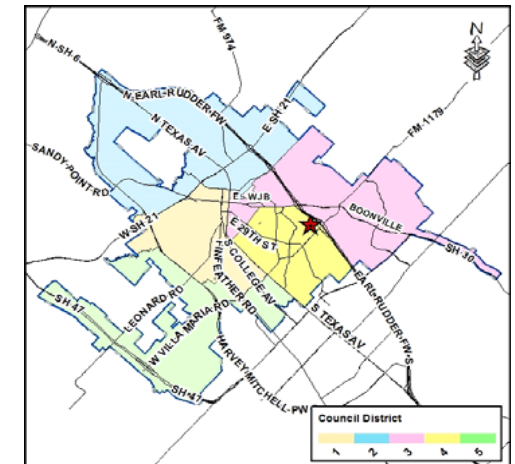 FM 974
N
N-SH-6
N-EARL-RUDDER-FW
E SH-21
N TEXAS AV
FM-1179
SANDY-POINT-RD
E-WJB
BOONVILLE
W-SH 21
E 29TH ST.
SH-30
S COLLEGE-AV
FINFEATHER RD
EARL-RUDDER-FW-S
LEONARD RD
SH 47
W VILLA MARIA-RD
S TEXAS AV
HARVEY-MITCHELL-PW
SH-47
Council District
1 2 3 4 5